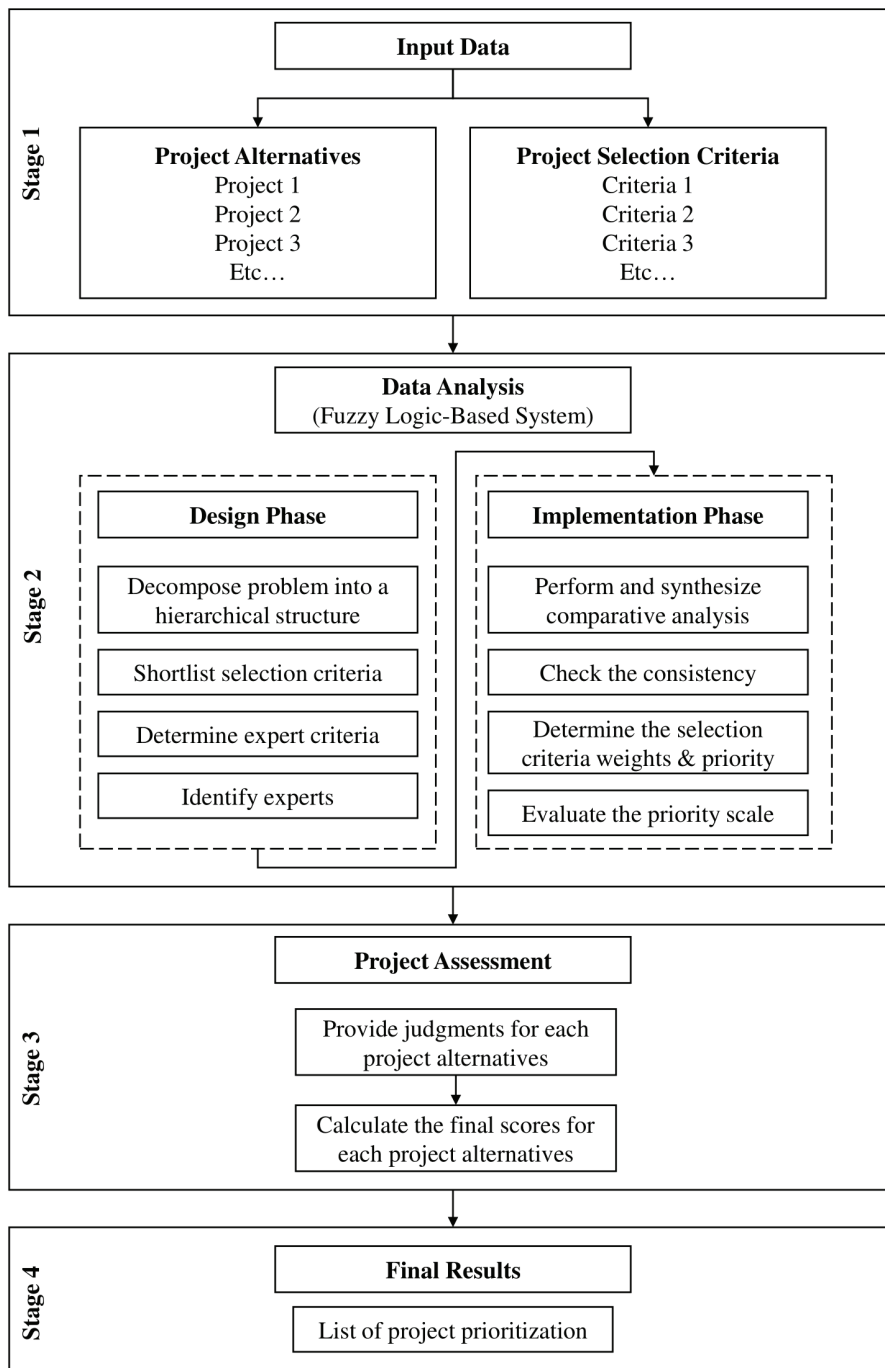 Stage 1
Input Data
Project Alternatives
Project 1
Project 2
Project 3
Etc…
Project Selection Criteria
Criteria 1
Criteria 2
Criteria 3
Etc…
Stage 2
Data Analysis
(Fuzzy Logic-Based System)
Design Phase
Decompose problem into a
hierarchical structure
Shortlist selection criteria
Determine expert criteria
Identify experts
Implementation Phase
Perform and synthesize
comparative analysis
Check the consistency
Determine the selection
criteria weights & priority
Evaluate the priority scale
Stage 3
Project Assessment
Provide judgments for each
project alternatives
Calculate the final scores for
each project alternatives
Stage 4
Final Results
List of project prioritization